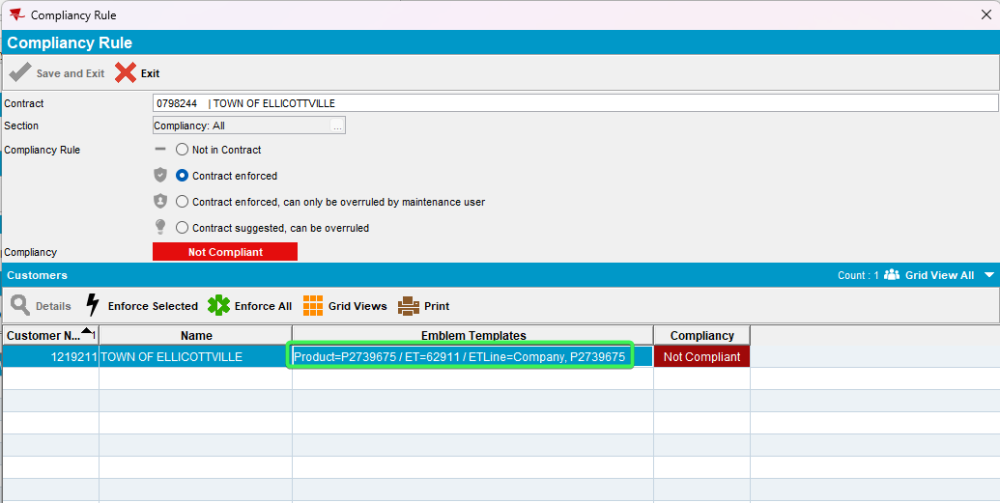 Compliancy Rule
Compliancy Rule
Save and Exit Exit
Contract 0798244 | TOWN OF ELLICOTTVILLE
Section Compliancy: All ...
Compliancy Rule Not in Contract
Contract enforced
Contract enforced, can only be overruled by maintenance user
Contract suggested, can be overruled
Compliancy Not Compliant
Customers Count : 1 Grid View All
Details Enforce Selected Enforce All Grid Views Print
Customer N... 1 Name Emblem Templates Compliancy
1219211 TOWN OF ELLICOTTVILLE Product=P2739675 / ET=62911 / ETLine=Company, P2739675 Not Compliant